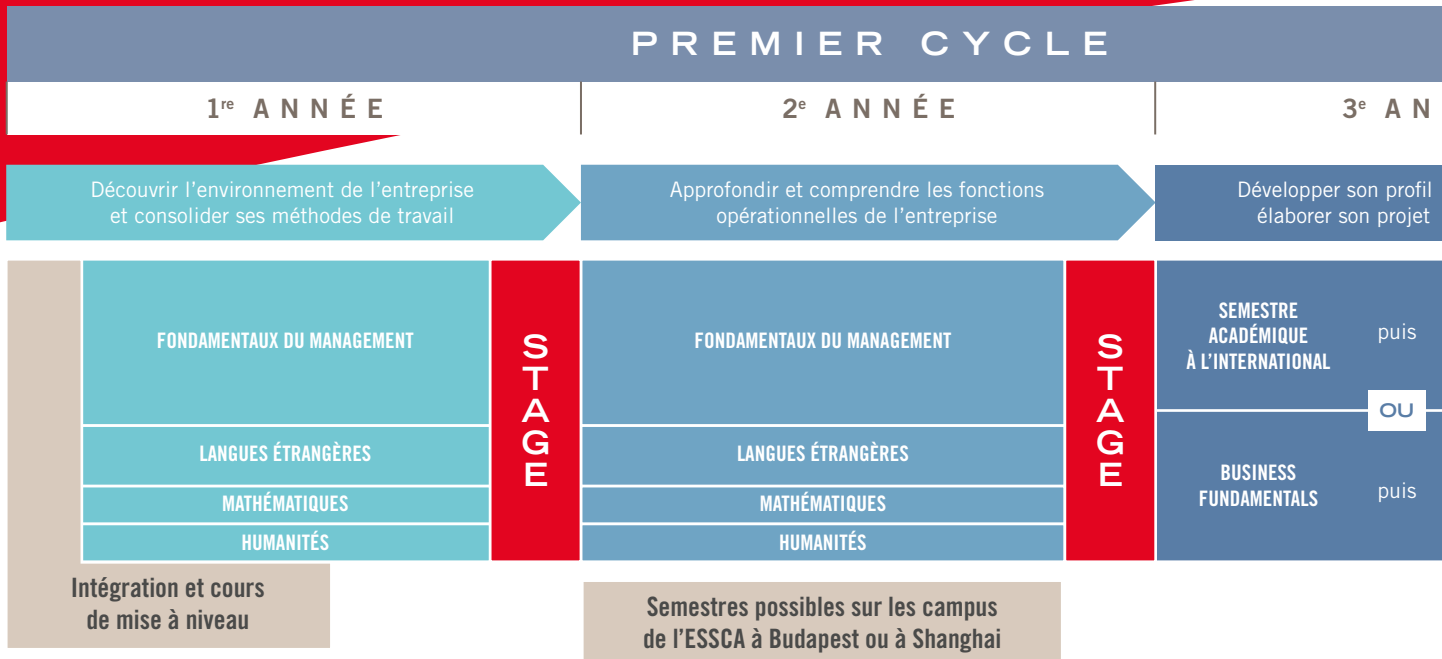 PREMIER CYCLE
1re ANNÉE
2e ANNÉE
3e AN
Découvrir l'environnement de l'entreprise
et consolider ses méthodes de travail
Approfondir et comprendre les fonctions
opérationnelles de l'entreprise
Développer son profil
élaborer son projet
FONDAMENTAUX DU MANAGEMENT
LANGUES ÉTRANGÈRES
MATHÉMATIQUES
HUMANITÉS
STAGE
FONDAMENTAUX DU MANAGEMENT
LANGUES ÉTRANGÈRES
MATHÉMATIQUES
HUMANITÉS
STAGE
SEMESTRE
ACADÉMIQUE
À L'INTERNATIONAL
puis
OU
BUSINESS
FUNDAMENTALS
puis
Intégration et cours
de mise à niveau
Semestres possibles sur les campus
de l'ESSCA à Budapest ou à Shanghai